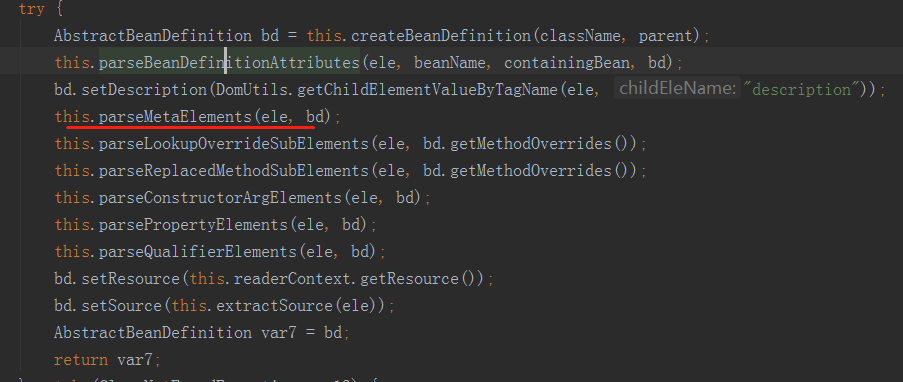 try {
AbstractBeanDefinition bd = this.createBeanDefinition(className, parent);
this.parseBeanDefinitionAttributes(ele, beanName, containingBean, bd);
bd.setDescription(DomUtils.getChildElementValueByTagName(ele, childEleName: "description"));
this.parseMetaElements(ele, bd);
this.parseLookupOverrideSubElements(ele, bd.getMethodOverrides());
this.parseReplacedMethodSubElements(ele, bd.getMethodOverrides());
this.parseConstructorArgElements(ele, bd);
this.parsePropertyElements(ele, bd);
this.parseQualifierElements(ele, bd);
bd.setResource(this.readerContext.getResource());
bd.setSource(this.extractSource(ele));
AbstractBeanDefinition var7 = bd;
return var7;